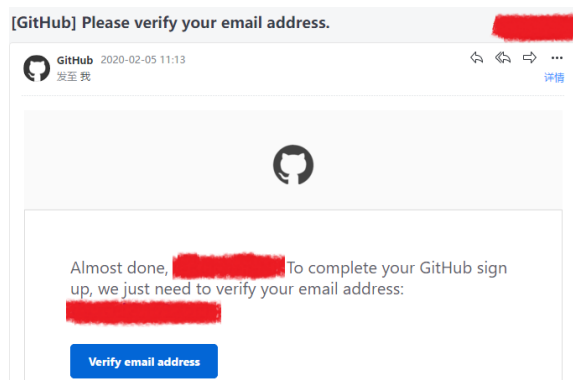 [GitHub] Please verify your email address.
GitHub 2020-02-05 11:13
发至 我
详情
Almost done, To complete your GitHub sign
up, we just need to verify your email address:
Verify email address